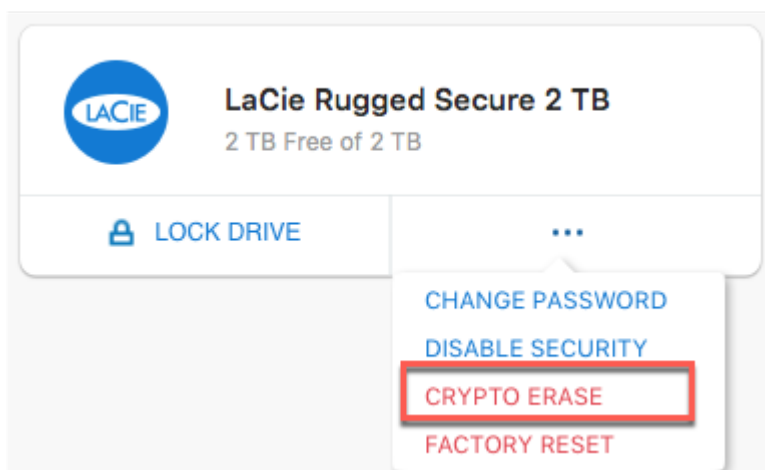 LACIE
LaCie Rugged Secure 2 TB
2 TB Free of 2 TB
LOCK DRIVE
...
CHANGE PASSWORD
DISABLE SECURITY
CRYPTO ERASE
FACTORY RESET